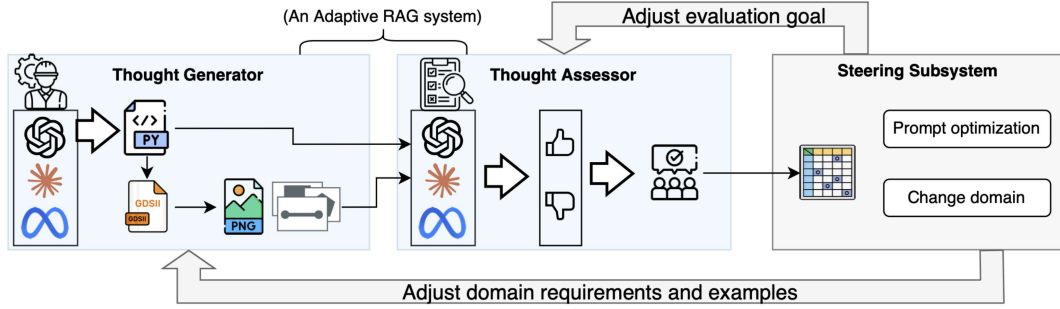 (An Adaptive RAG system)
Adjust evaluation goal
Thought Generator
Thought Assessor
Steering Subsystem
</>
PY
GDSII
GDSII
PNG
Prompt optimization
Change domain
Adjust domain requirements and examples